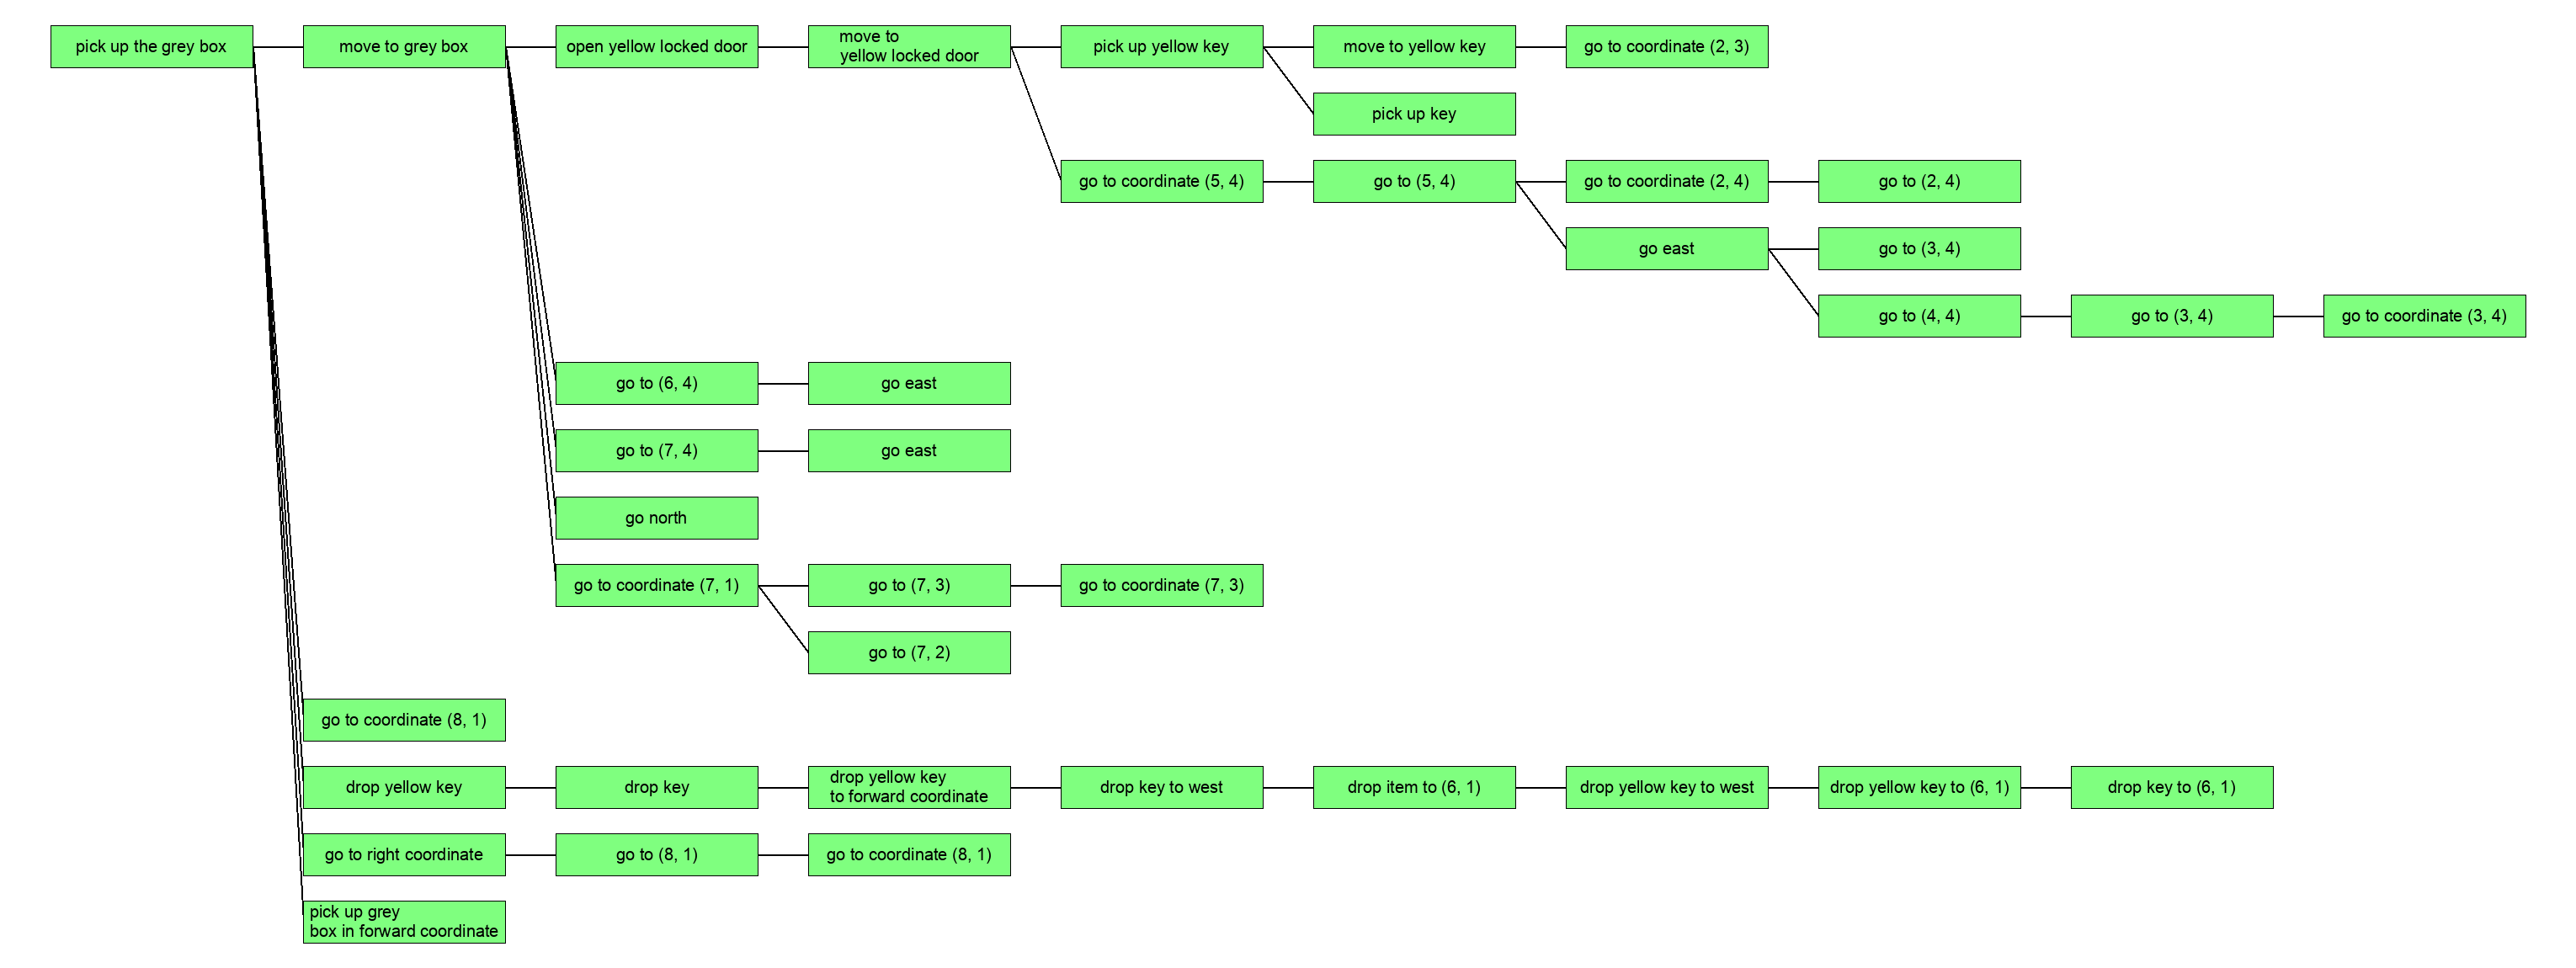 pick up the grey box
move to grey box
open yellow locked door
move to
yellow locked door
pick up yellow key
move to yellow key
go to coordinate (2, 3)
pick up key
go to coordinate (5, 4)
go to (5, 4)
go to coordinate (2, 4)
go to (2, 4)
go east
go to (3, 4)
go to (4, 4)
go to (3, 4)
go to coordinate (3, 4)
go to (6, 4)
go east
go to (7, 4)
go east
go north
go to coordinate (7, 1)
go to (7, 3)
go to coordinate (7, 3)
go to (7, 2)
go to coordinate (8, 1)
drop yellow key
drop key
drop yellow key
to forward coordinate
drop key to west
drop item to (6, 1)
drop yellow key to west
drop yellow key to (6, 1)
drop key to (6, 1)
go to right coordinate
go to (8, 1)
go to coordinate (8, 1)
pick up grey
box in forward coordinate